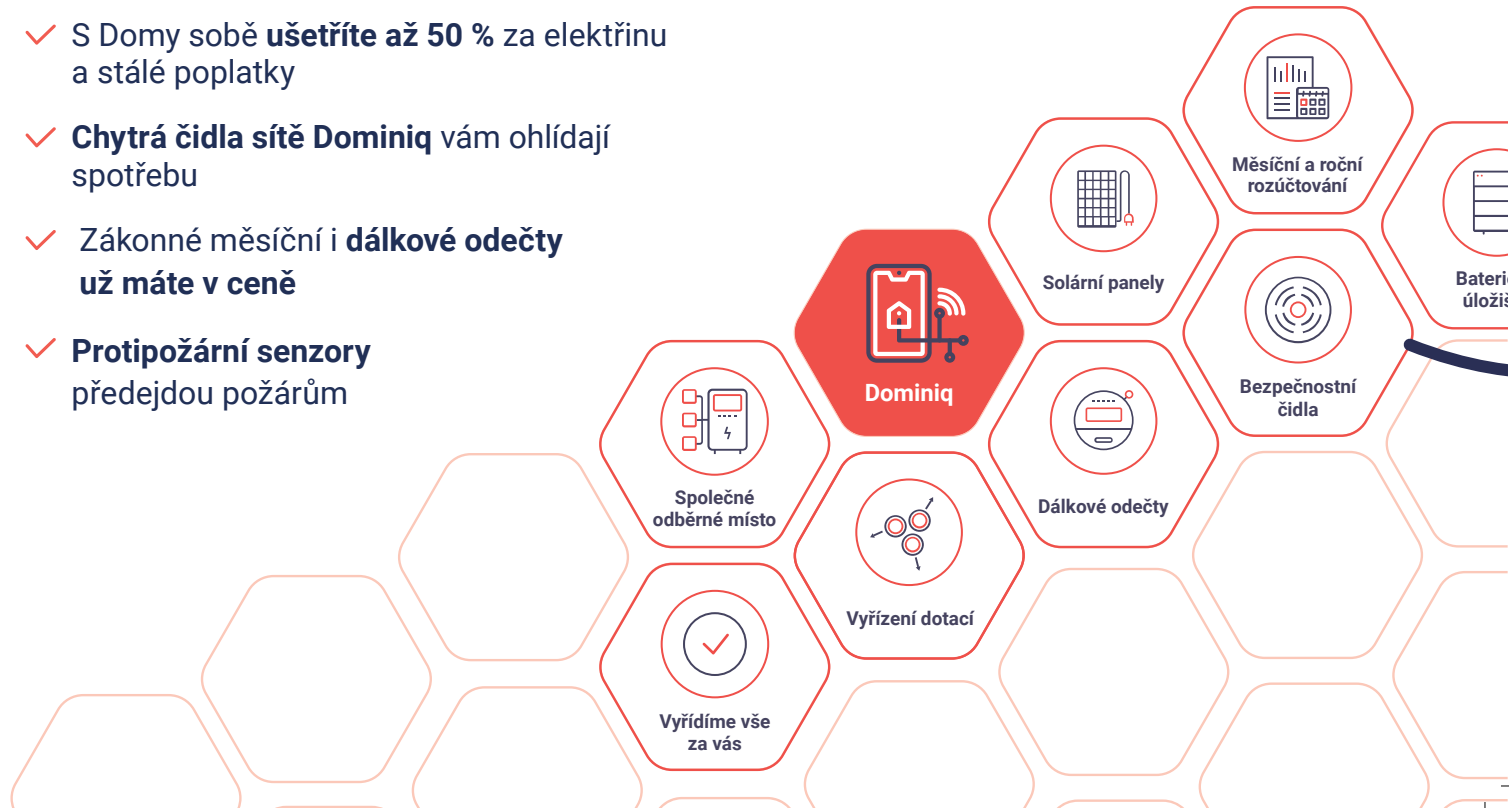 S Domy sobě ušetříte až 50 % za elektřinu
a stálé poplatky
Chytrá čidla sítě Dominiq vám ohlídají
spotřebu
Zákonné měsíční i dálkové odečty
už máte v ceně
Protipožární senzory
předejdou požárům
Měsíční a roční
rozúčtování
Solární panely
Dominiq
Bezpečnostní
čidla
Společné
odběrné místo
Dálkové odečty
Vyřízení dotací
Vyřídíme vše
za vás